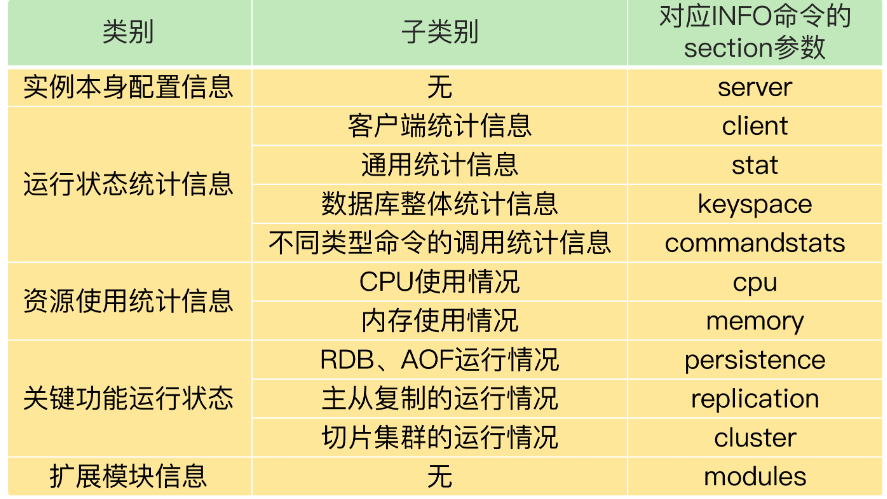 类别 子类别 对应INFO命令的
section参数
实例本身配置信息 无 server
运行状态统计信息 客户端统计信息 client
通用统计信息 stat
数据库整体统计信息 keyspace
不同类型命令的调用统计信息 commandstats
资源使用统计信息 CPU使用情况 cpu
内存使用情况 memory
关键功能运行状态 RDB、AOF运行情况 persistence
主从复制的运行情况 replication
切片集群的运行情况 cluster
扩展模块信息 无 modules